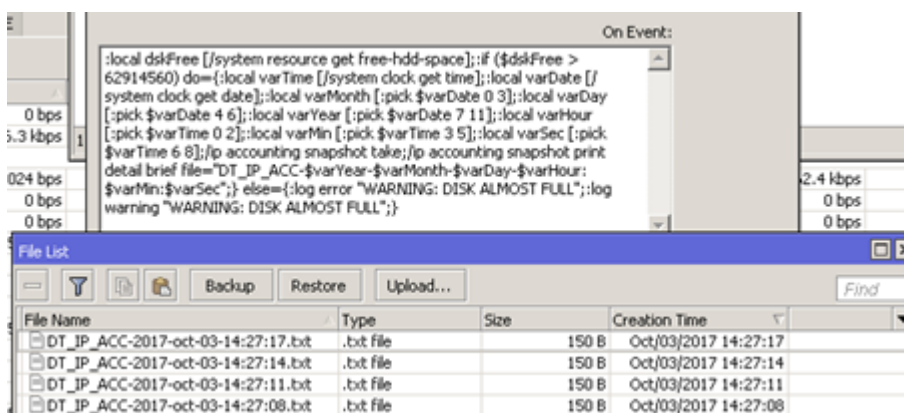 On Event:
:local dskFree [/system resource get free-hdd-space];:if ($dskFree >
62914560) do={:local varTime [/system clock get time];:local varDate [/
system clock get date];:local varMonth [:pick $varDate 0 3];:local varDay
[:pick $varDate 4 6];:local varYear [:pick $varDate 7 11];:local varHour
[:pick $varTime 0 2];:local varMin [:pick $varTime 3 5];:local varSec [:pick
$varTime 6 8];/ip accounting snapshot take;/ip accounting snapshot print
detail brief file="DT_IP_ACC-$varYear-$varMonth-$varDay-$varHour:
$varMin:$varSec";} else={:log error "WARNING: DISK ALMOST FULL";:log
warning "WARNING: DISK ALMOST FULL";}
0 bps
.3 kbps
024 bps
0 bps
0 bps
2.4 kbps
0 bps
0 bps
File List
Backup Restore Upload... Find
File Name Type Size Creation Time
DT_IP_ACC-2017-oct-03-14:27:17.txt .txt file 150 B Oct/03/2017 14:27:17
DT_IP_ACC-2017-oct-03-14:27:14.txt .txt file 150 B Oct/03/2017 14:27:14
DT_IP_ACC-2017-oct-03-14:27:11.txt .txt file 150 B Oct/03/2017 14:27:11
DT_IP_ACC-2017-oct-03-14:27:08.txt .txt file 150 B Oct/03/2017 14:27:08